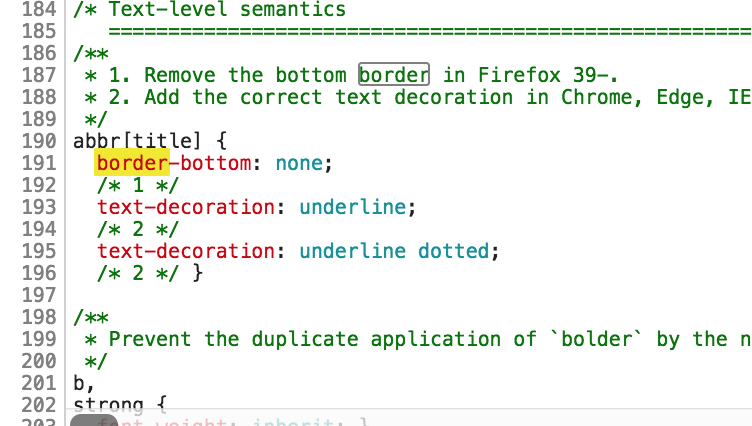 184 /* Text-level semantics
185 ======================================================
186 /**
187 * 1. Remove the bottom border in Firefox 39-.
188 * 2. Add the correct text decoration in Chrome, Edge, IE
189 */
190 abbr[title] {
191 border-bottom: none;
192 /* 1 */
193 text-decoration: underline;
194 /* 2 */
195 text-decoration: underline dotted;
196 /* 2 */ }
197
198 /**
199 * Prevent the duplicate application of `bolder` by the n
200 */
201 b,
202 strong {
203 font-weight: inherit; }